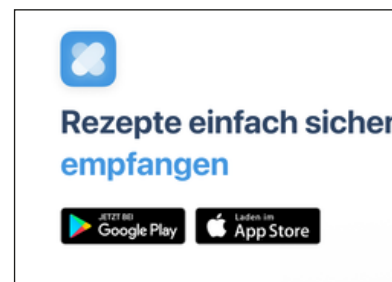 Rezepte einfach sicher
empfangen
JETZT BEI
Google Play
Laden im
App Store